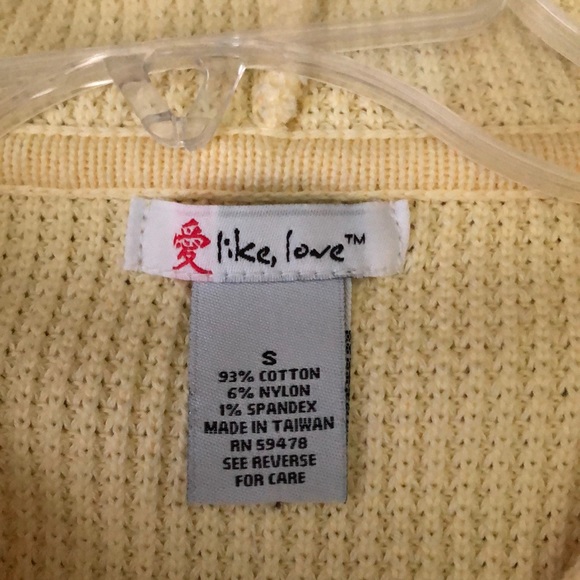 愛 like, love™
S
93% COTTON
6% NYLON
1% SPANDEX
MADE IN TAIWAN
RN 59478
SEE REVERSE
FOR CARE